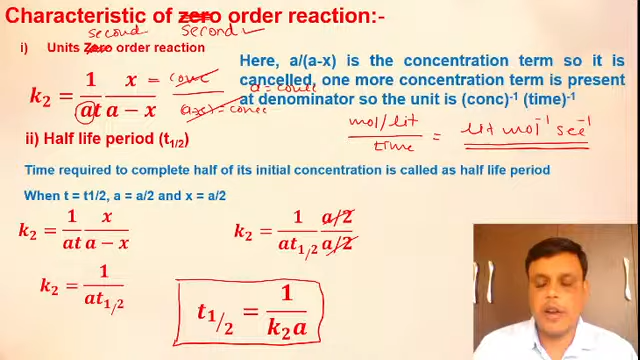 Characteristic of zero order reaction:-
second second
i) Units Zero order reaction
k₂ = 1/at x/a − x = conc / (a-x) = conc
a = conc
Here, a/(a-x) is the concentration term so it is cancelled, one more concentration term is present at denominator so the unit is (conc)⁻¹ (time)⁻¹
mol/lit / time = lit mol⁻¹ sec⁻¹
ii) Half life period (t₁/₂)
Time required to complete half of its initial concentration is called as half life period
When t = t1/2, a = a/2 and x = a/2
k₂ = 1/at x/a − x
k₂ = 1/at₁/₂ a/2 / a/2
k₂ = 1/at₁/₂
t₁/₂ = 1/k₂a